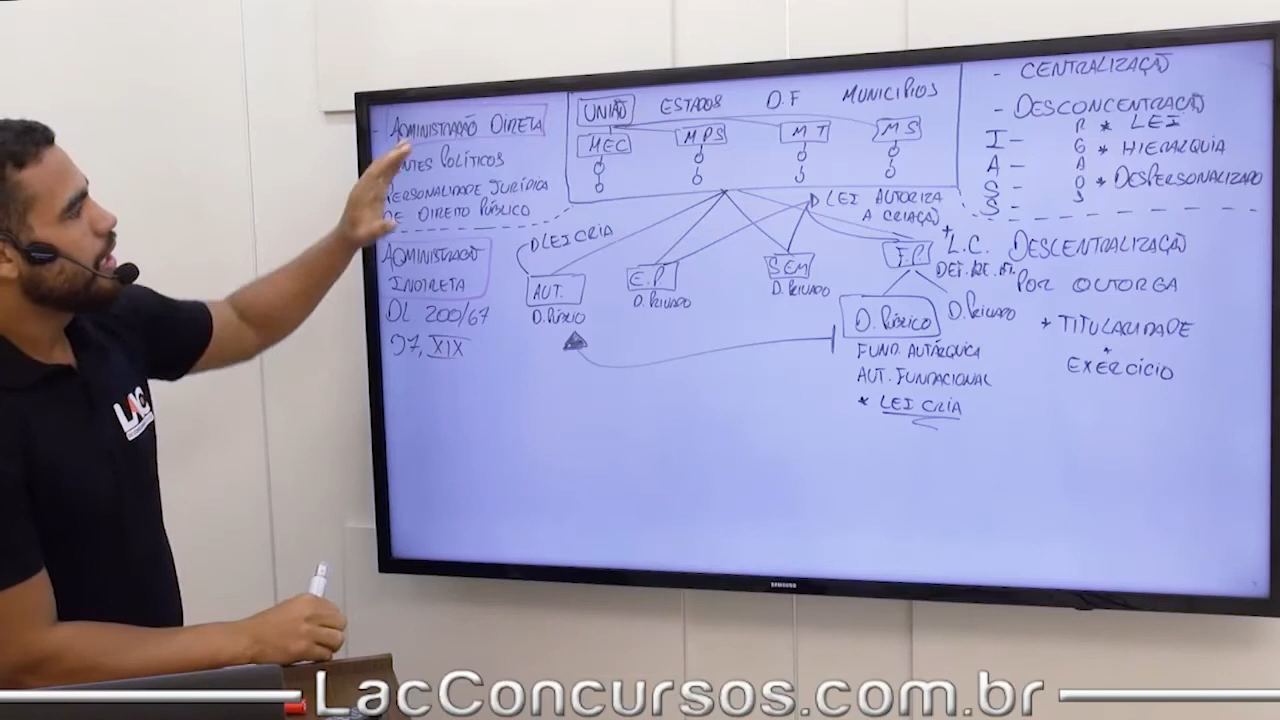 - ADMINISTRAÇÃO DIRETA
ENTES POLÍTICOS
PERSONALIDADE JURÍDICA
DE DIREITO PÚBLICO
UNIÃO ESTADOS D.F MUNICÍPIOS
MEC MPS MT MS
- CENTRALIZAÇÃO
- DESCONCENTRAÇÃO
* LEI
* HIERARQUIA
* DESPERSONALIZADO
I -
A -
S -
S -
R
G
A
O
S
ADMINISTRAÇÃO
INDIRETA
DL 200/67
37, XIX
LEI CRIA
LEI AUTORIZA
A CRIAÇÃO
+
L.C.
AUT.
D. PÚBLICO
E.P
D. PRIVADO
SEM
D. PRIVADO
F.P
D. PÚBLICO
D. PRIVADO
FUND. AUTÁRQUICA
AUT. FUNDACIONAL
* LEI CRIA
DESCENTRALIZAÇÃO
POR OUTORGA
* TITULARIDADE
+
EXERCÍCIO
LAC
SAMSUNG
LacConcursos.com.br